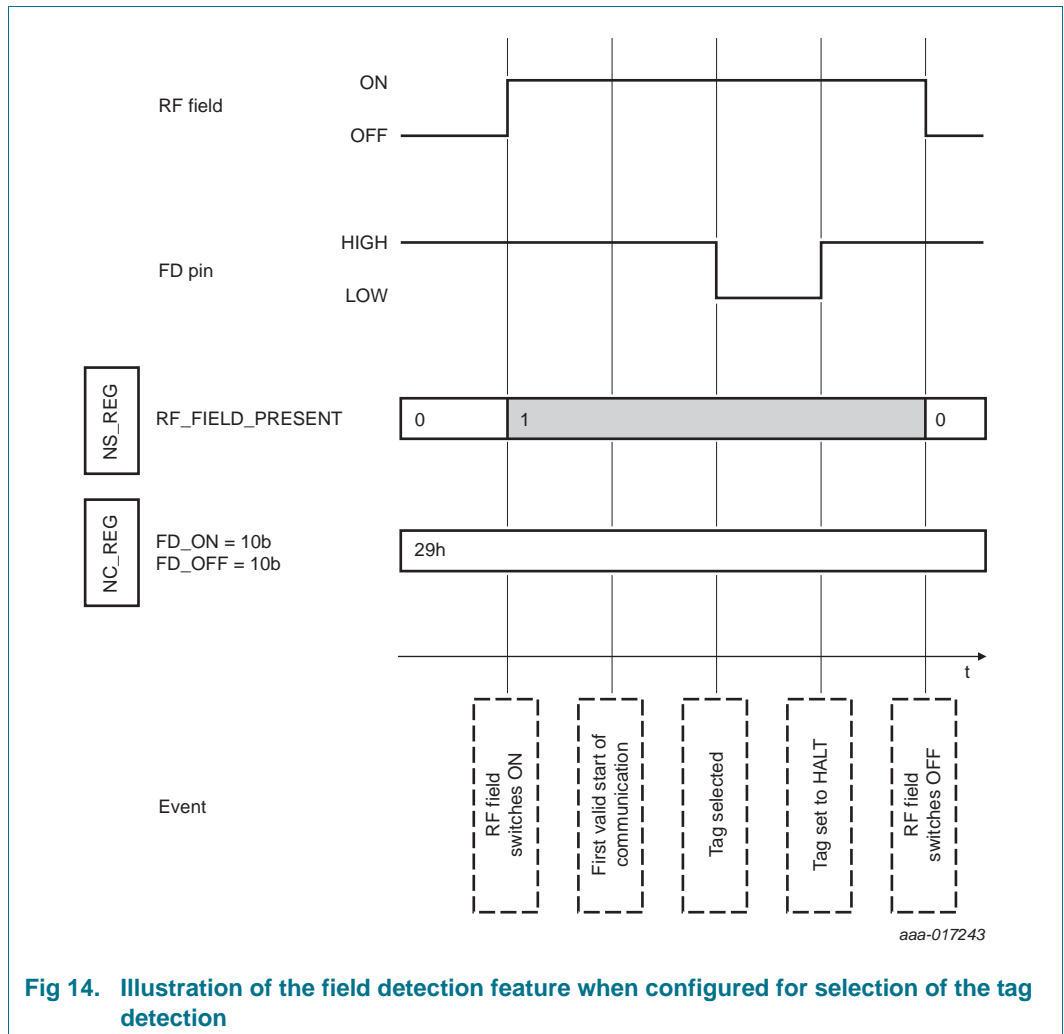 ON
RF field
OFF
HIGH
FD pin
LOW
NS_REG
RF_FIELD_PRESENT
0
1
0
NC_REG
FD_ON = 10b
FD_OFF = 10b
29h
t
Event
RF field
switches ON
First valid start of
communication
Tag selected
Tag set to HALT
RF field
switches OFF
aaa-017243
Fig 14. Illustration of the field detection feature when configured for selection of the tag
detection